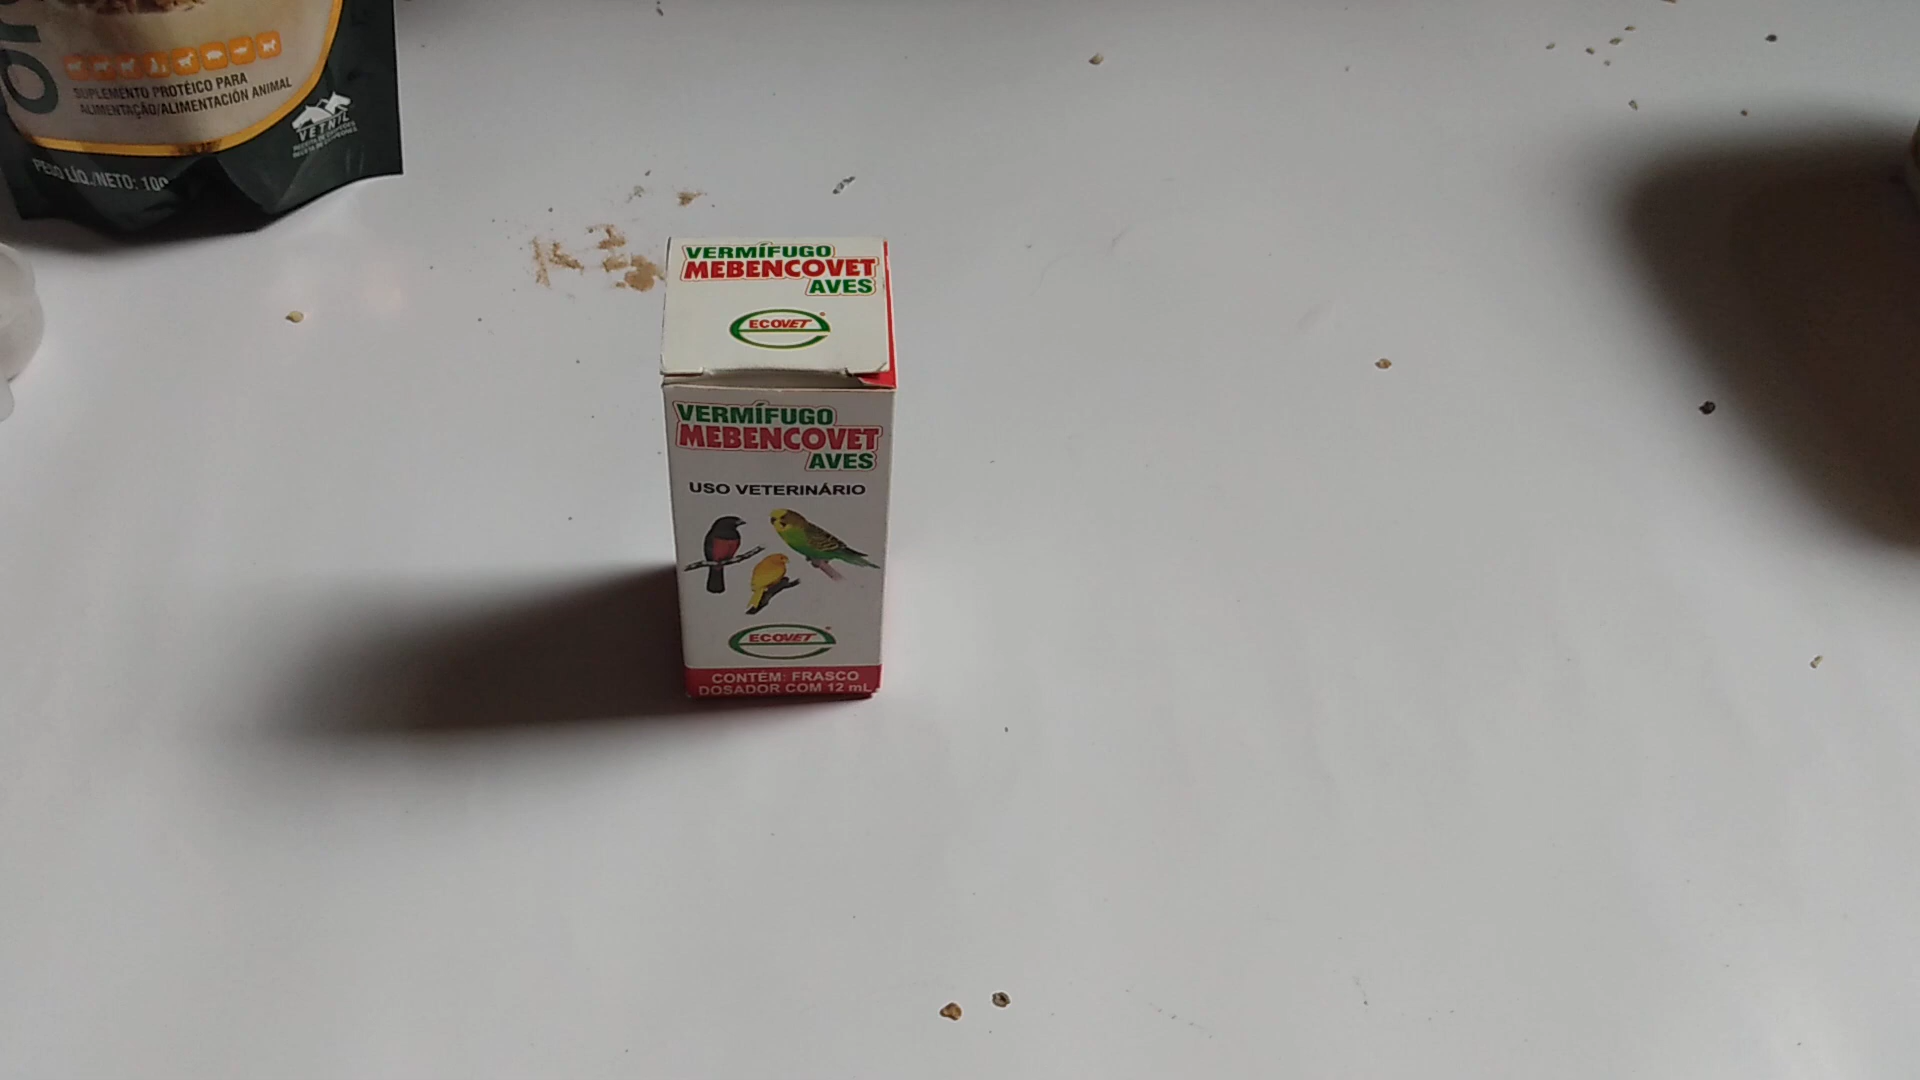 SUPLEMENTO PROTÉICO PARA
ALIMENTAÇÃO/ALIMENTACIÓN ANIMAL
VETNIL
PESO LÍQ./NETO: 100
VERMÍFUGO
MEBENCOVET
AVES
ECOVET
VERMÍFUGO
MEBENCOVET
AVES
USO VETERINÁRIO
ECOVET
CONTÉM: FRASCO
DOSADOR COM 12 mL